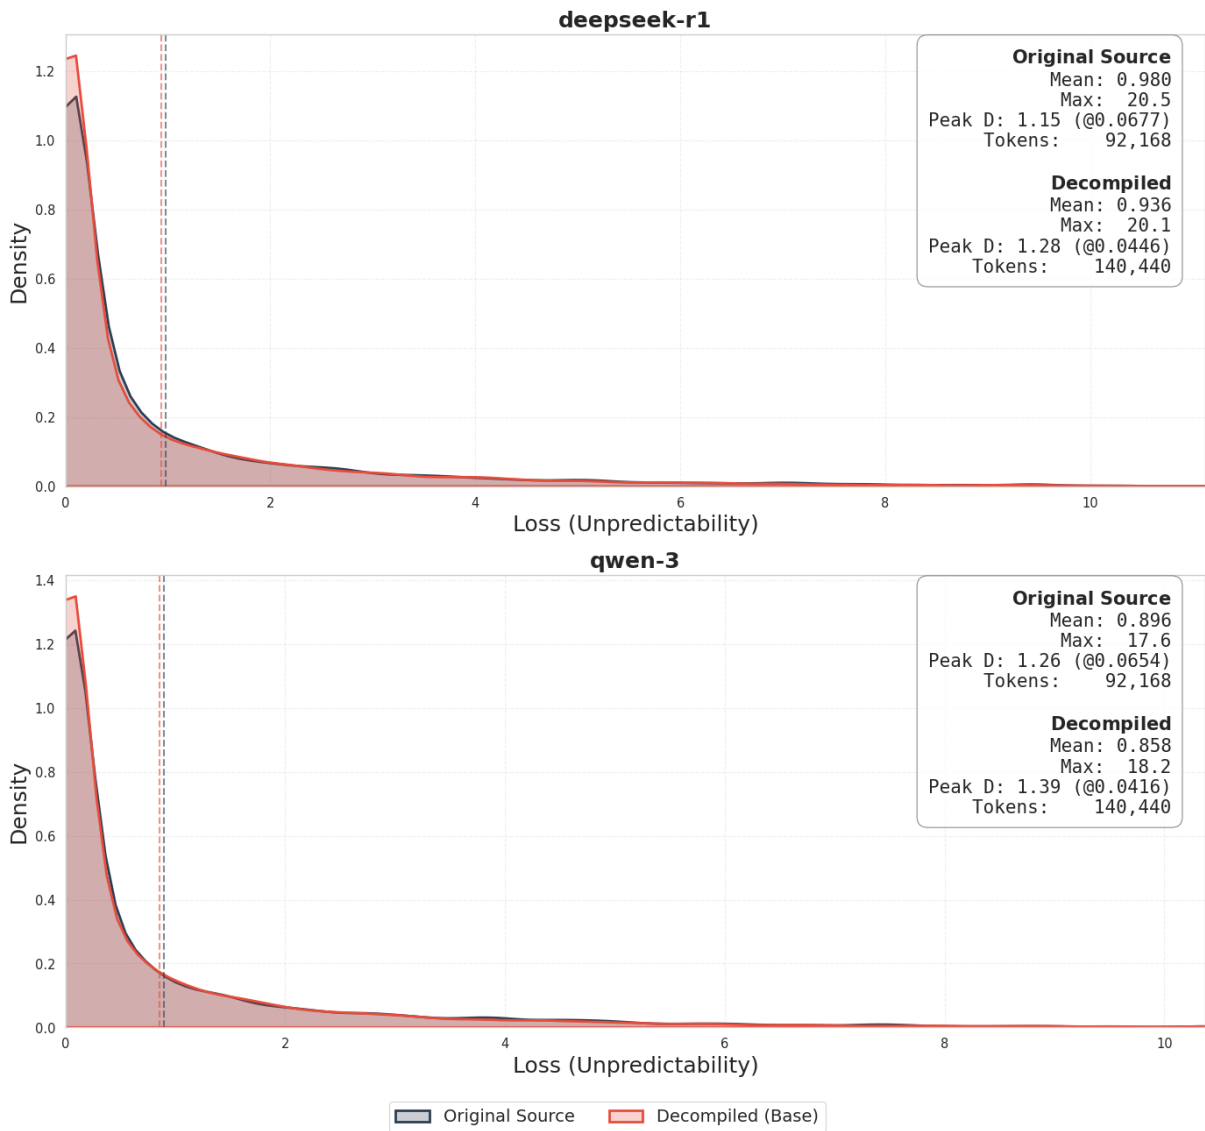 deepseek-r1
Original Source
Mean: 0.980
Max:  20.5
Peak D: 1.15 (@0.0677)
Tokens:    92,168
Decompiled
Mean: 0.936
Max:  20.1
Peak D: 1.28 (@0.0446)
Tokens:    140,440
Density
1.2
1.0
0.8
0.6
0.4
0.2
0.0
0 2 4 6 8 10
Loss (Unpredictability)
qwen-3
Original Source
Mean: 0.896
Max:  17.6
Peak D: 1.26 (@0.0654)
Tokens:    92,168
Decompiled
Mean: 0.858
Max:  18.2
Peak D: 1.39 (@0.0416)
Tokens:    140,440
Density
1.4
1.2
1.0
0.8
0.6
0.4
0.2
0.0
0 2 4 6 8 10
Loss (Unpredictability)
Original Source Decompiled (Base)